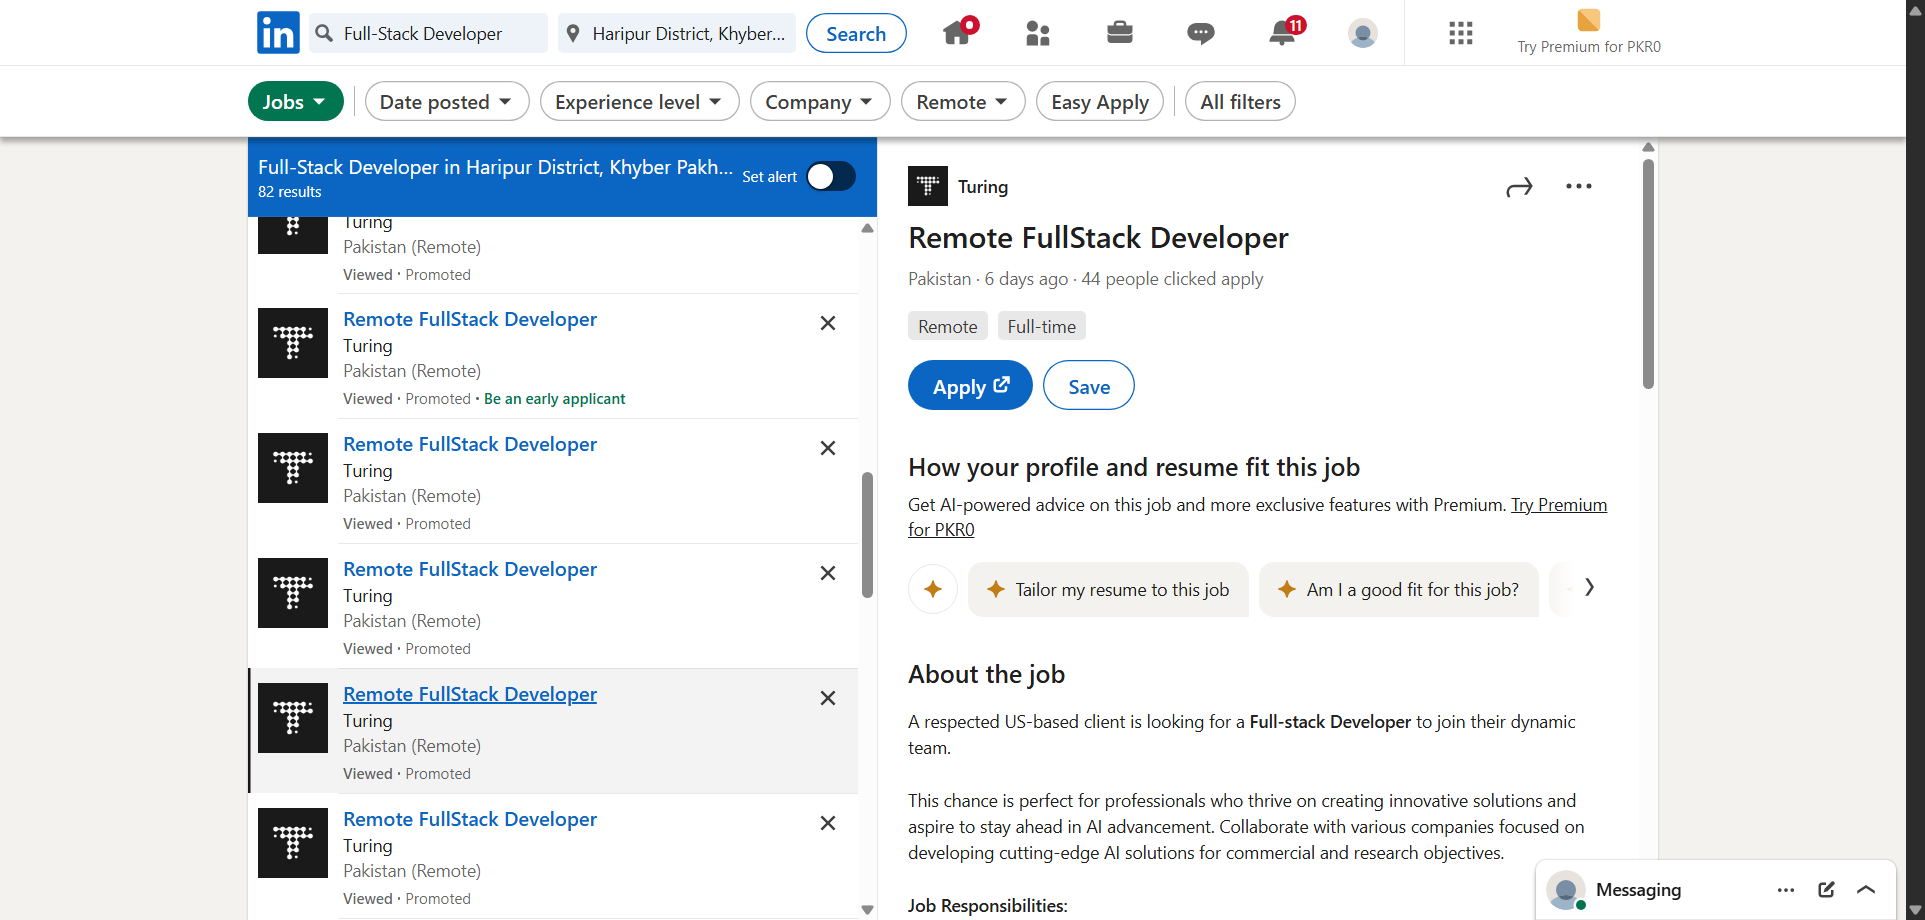 in
Full-Stack Developer
Haripur District, Khyber...
Search
11
Try Premium for PKR0
Jobs
Date posted
Experience level
Company
Remote
Easy Apply
All filters
Full-Stack Developer in Haripur District, Khyber Pakh...
82 results
Set alert
Turing
Pakistan (Remote)
Viewed · Promoted
Remote FullStack Developer
Turing
Pakistan (Remote)
Viewed · Promoted · Be an early applicant
Remote FullStack Developer
Turing
Pakistan (Remote)
Viewed · Promoted
Remote FullStack Developer
Turing
Pakistan (Remote)
Viewed · Promoted
Remote FullStack Developer
Turing
Pakistan (Remote)
Viewed · Promoted
Remote FullStack Developer
Turing
Pakistan (Remote)
Viewed · Promoted
Turing
Remote FullStack Developer
Pakistan · 6 days ago · 44 people clicked apply
Remote
Full-time
Apply
Save
How your profile and resume fit this job
Get AI-powered advice on this job and more exclusive features with Premium. Try Premium
for PKR0
Tailor my resume to this job
Am I a good fit for this job?
About the job
A respected US-based client is looking for a Full-stack Developer to join their dynamic
team.
This chance is perfect for professionals who thrive on creating innovative solutions and
aspire to stay ahead in AI advancement. Collaborate with various companies focused on
developing cutting-edge AI solutions for commercial and research objectives.
Job Responsibilities:
Messaging